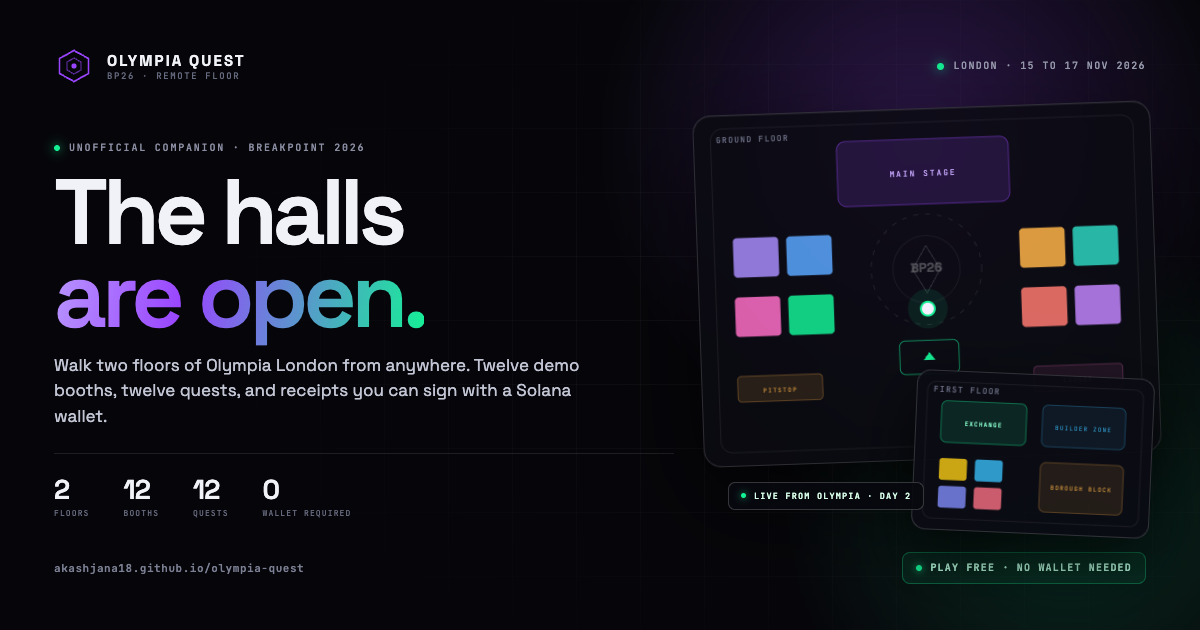 OLYMPIA QUEST
BP26 · REMOTE FLOOR
LONDON · 15 TO 17 NOV 2026
UNOFFICIAL COMPANION · BREAKPOINT 2026
The halls
are open.
Walk two floors of Olympia London from anywhere. Twelve demo
booths, twelve quests, and receipts you can sign with a Solana
wallet.
2
FLOORS
12
BOOTHS
12
QUESTS
0
WALLET REQUIRED
akashjana18.github.io/olympia-quest
GROUND FLOOR
MAIN STAGE
BP26
PITSTOP
FIRST FLOOR
EXCHANGE
BUILDER ZONE
BOROUGH BLOCK
LIVE FROM OLYMPIA · DAY 2
PLAY FREE · NO WALLET NEEDED